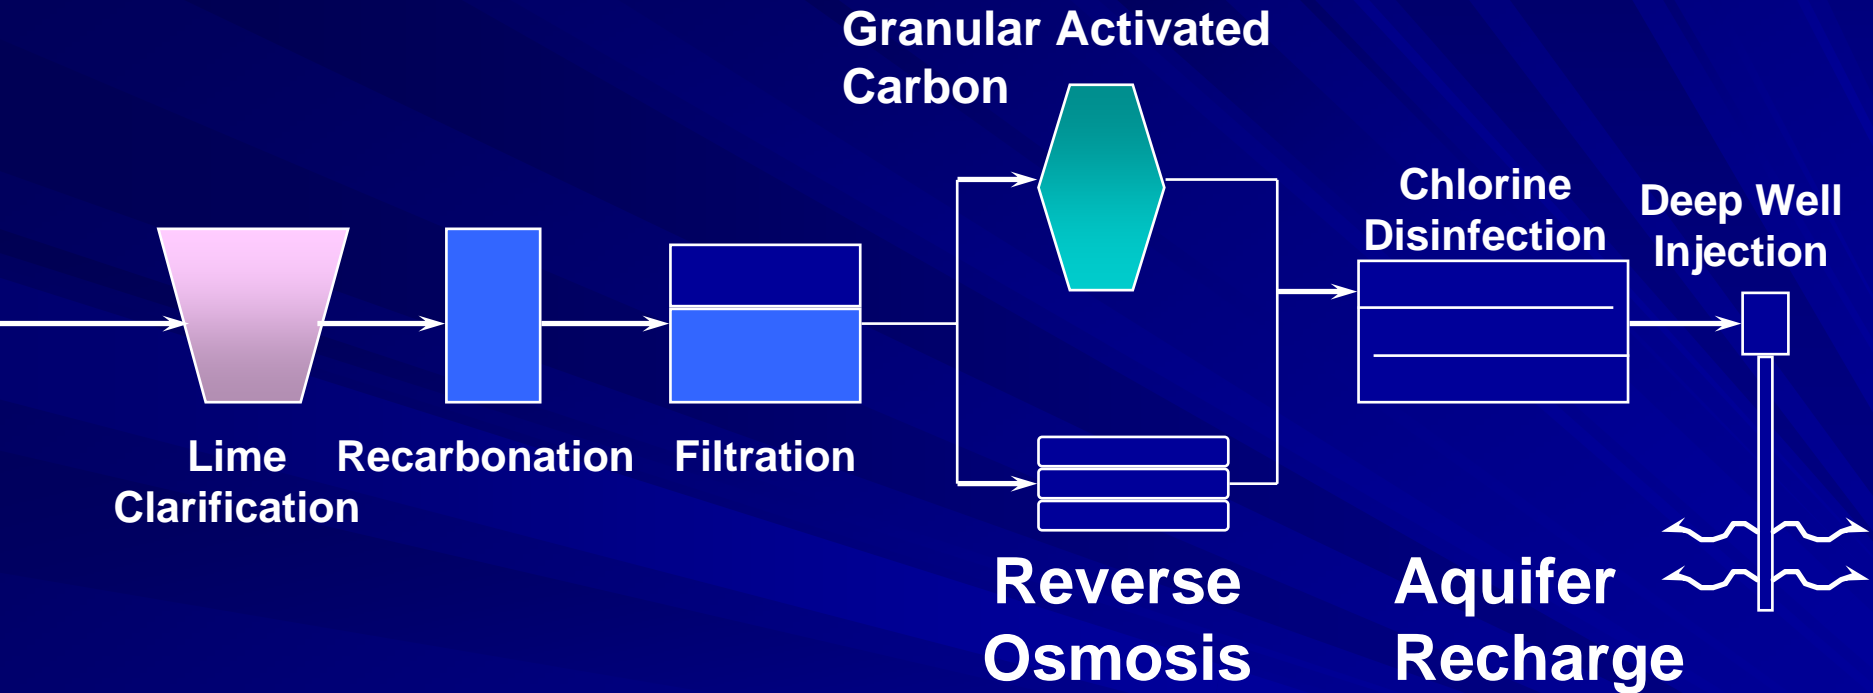 Granular Activated
Carbon
Chlorine
Disinfection
Deep Well
Injection
Lime
Clarification
Recarbonation
Filtration
Reverse
Osmosis
Aquifer
Recharge